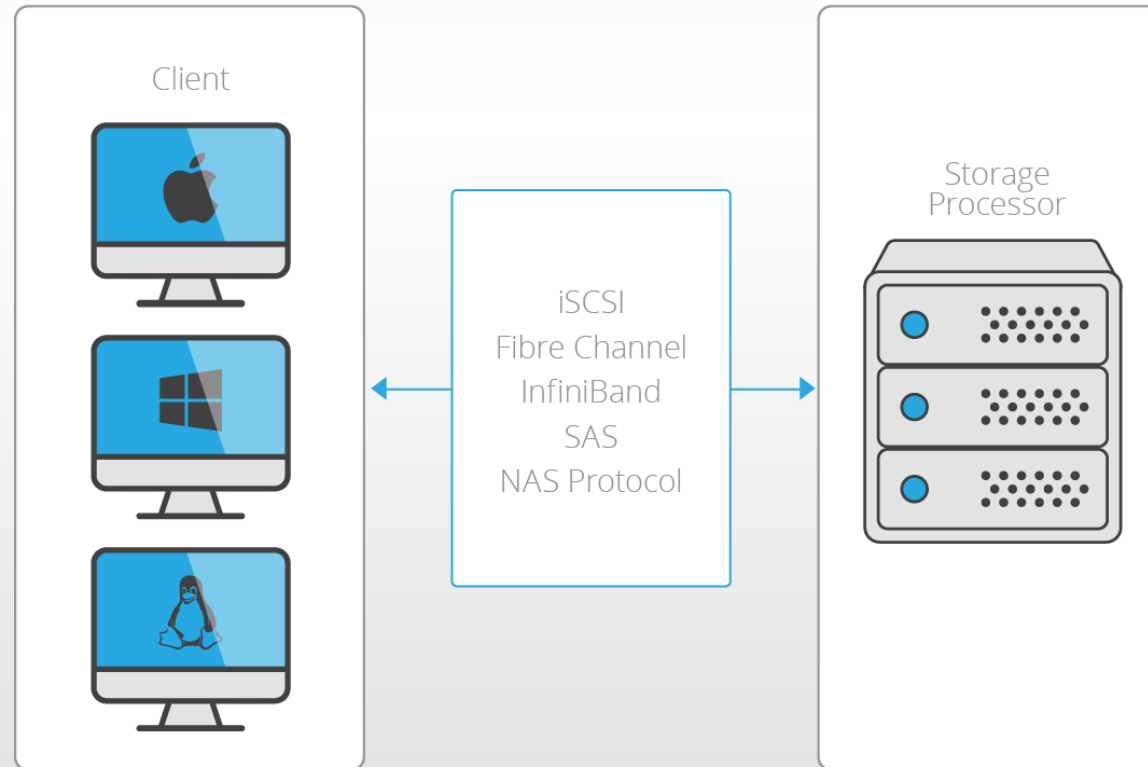 Client
iSCSI
Fibre Channel
InfiniBand
SAS
NAS Protocol
Storage
Processor